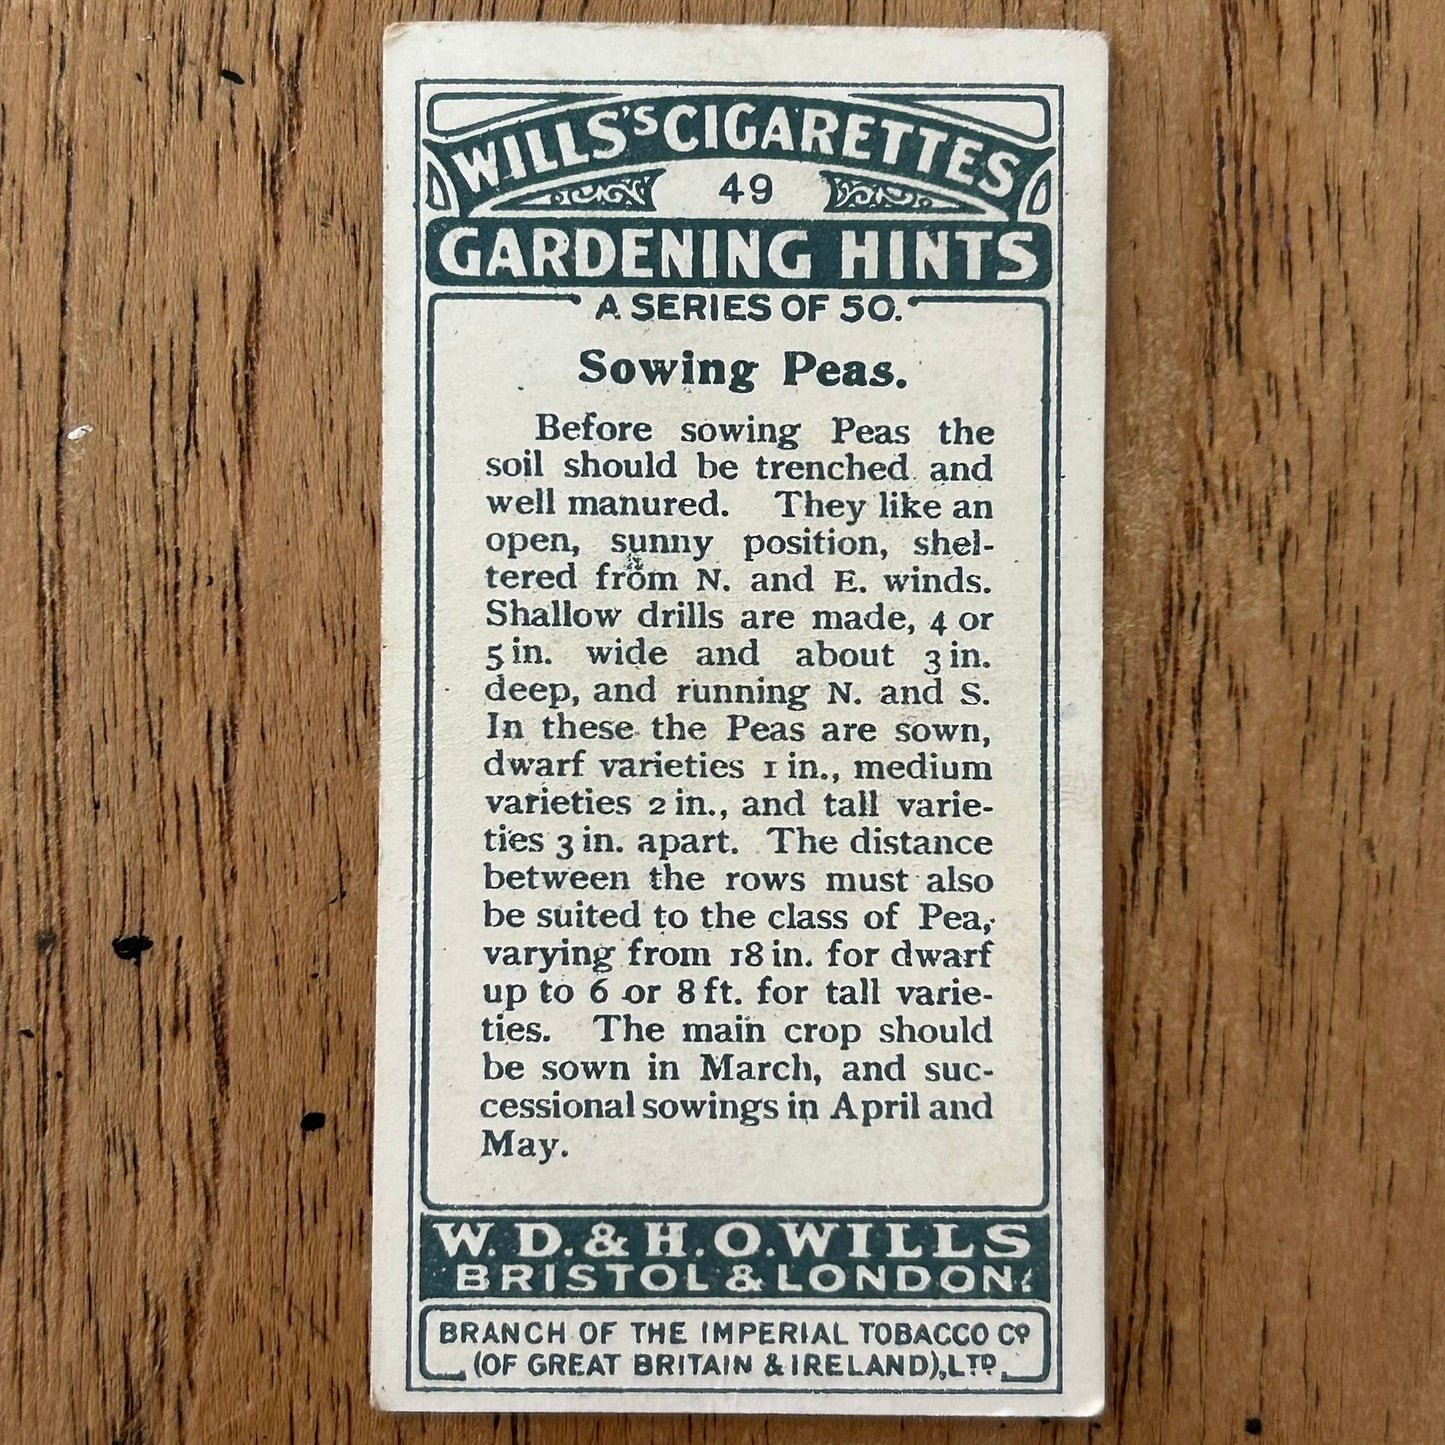 WILLS'S CIGARETTES
49
GARDENING HINTS
A SERIES OF 50.
Sowing Peas.
Before sowing Peas the
soil should be trenched and
well manured. They like an
open, sunny position, shel-
tered from N. and E. winds.
Shallow drills are made, 4 or
5 in. wide and about 3 in.
deep, and running N. and S.
In these the Peas are sown,
dwarf varieties 1 in., medium
varieties 2 in., and tall varie-
ties 3 in. apart. The distance
between the rows must also
be suited to the class of Pea,
varying from 18 in. for dwarf
up to 6 or 8 ft. for tall varie-
ties. The main crop should
be sown in March, and suc-
cessional sowings in April and
May.
W. D. & H. O. WILLS
BRISTOL & LONDON.
BRANCH OF THE IMPERIAL TOBACCO Co.
(OF GREAT BRITAIN & IRELAND), LTD.